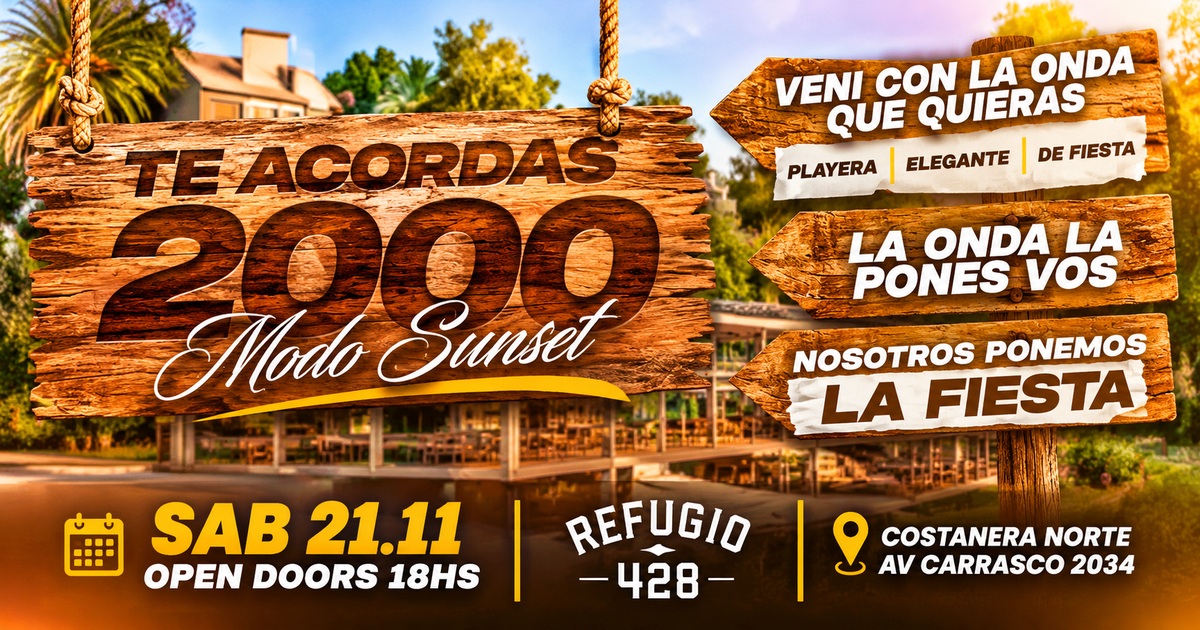 TE ACORDAS
2000
Modo Sunset
VENI CON LA ONDA
QUE QUIERAS
PLAYERA | ELEGANTE | DE FIESTA
LA ONDA LA
PONES VOS
NOSOTROS PONEMOS
LA FIESTA
SAB 21.11
OPEN DOORS 18HS
REFUGIO
428
COSTANERA NORTE
AV CARRASCO 2034